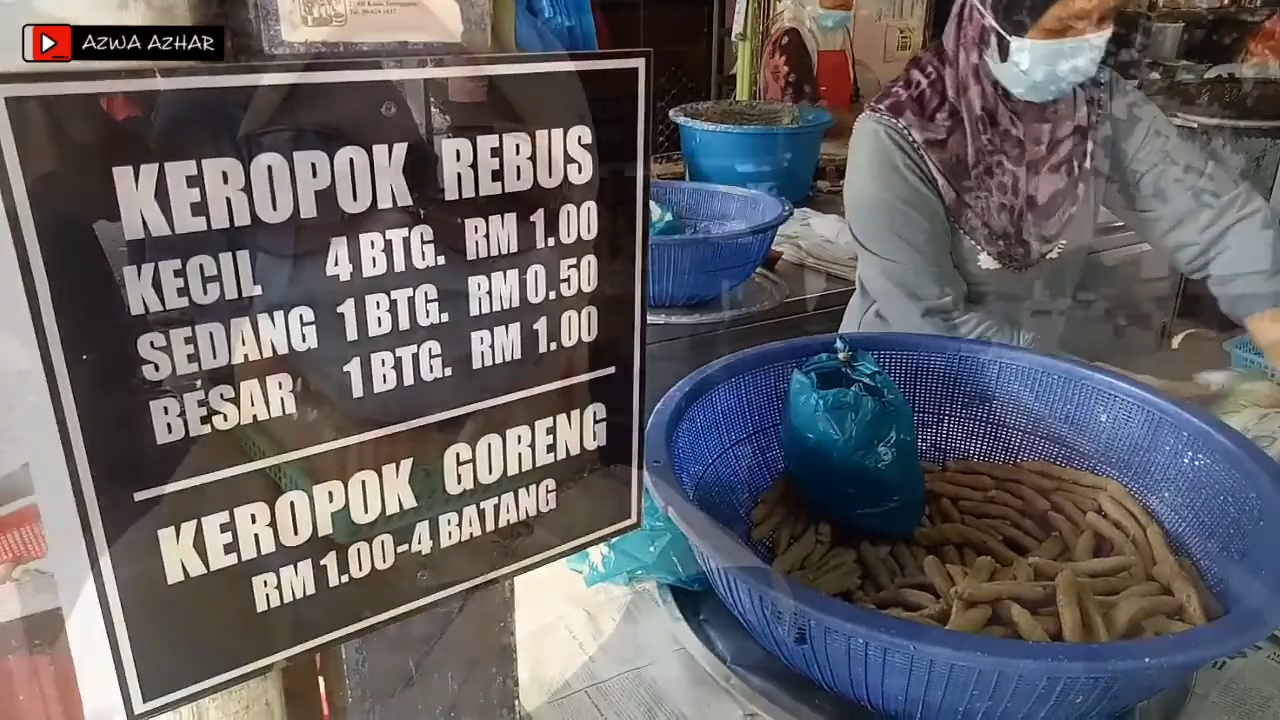 AZWA AZHAR
KEROPOK REBUS
KECIL 4 BTG. RM 1.00
SEDANG 1 BTG. RM 0.50
BESAR 1 BTG. RM 1.00
KEROPOK GORENG
RM 1.00-4 BATANG